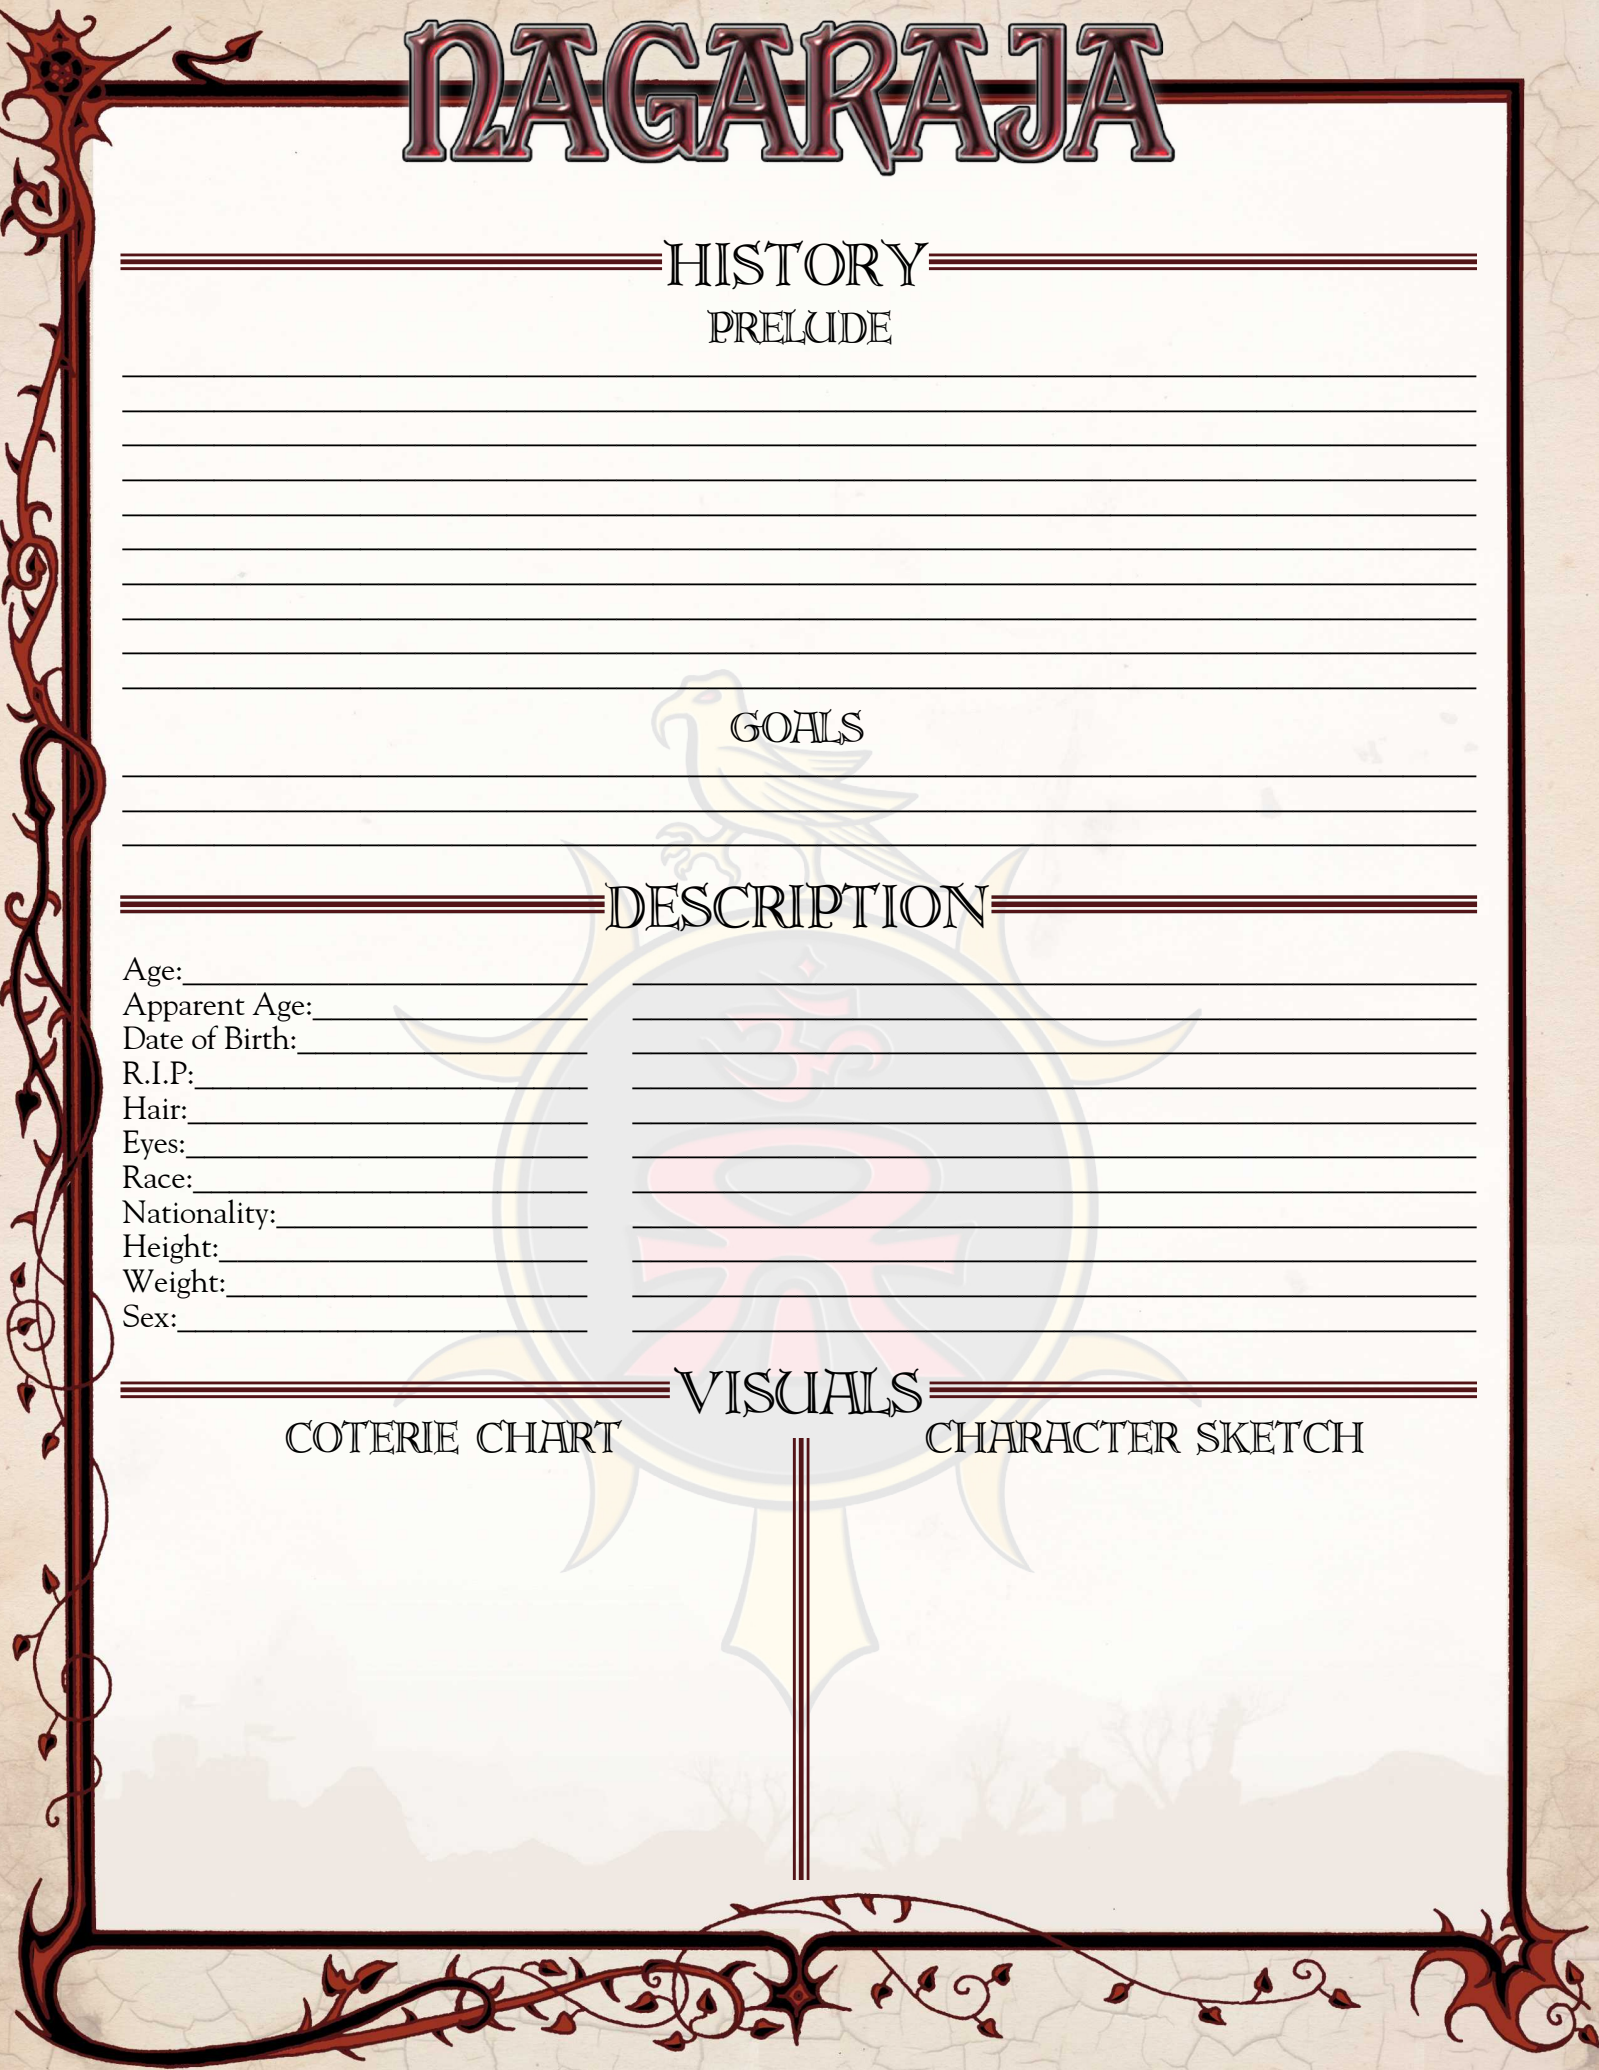 NAGARAJA
HISTORY
PRELUDE
GOALS
DESCRIPTION
Age:
Apparent Age:
Date of Birth:
R.I.P:
Hair:
Eyes:
Race:
Nationality:
Height:
Weight:
Sex:
VISUALS
COTERIE CHART CHARACTER SKETCH